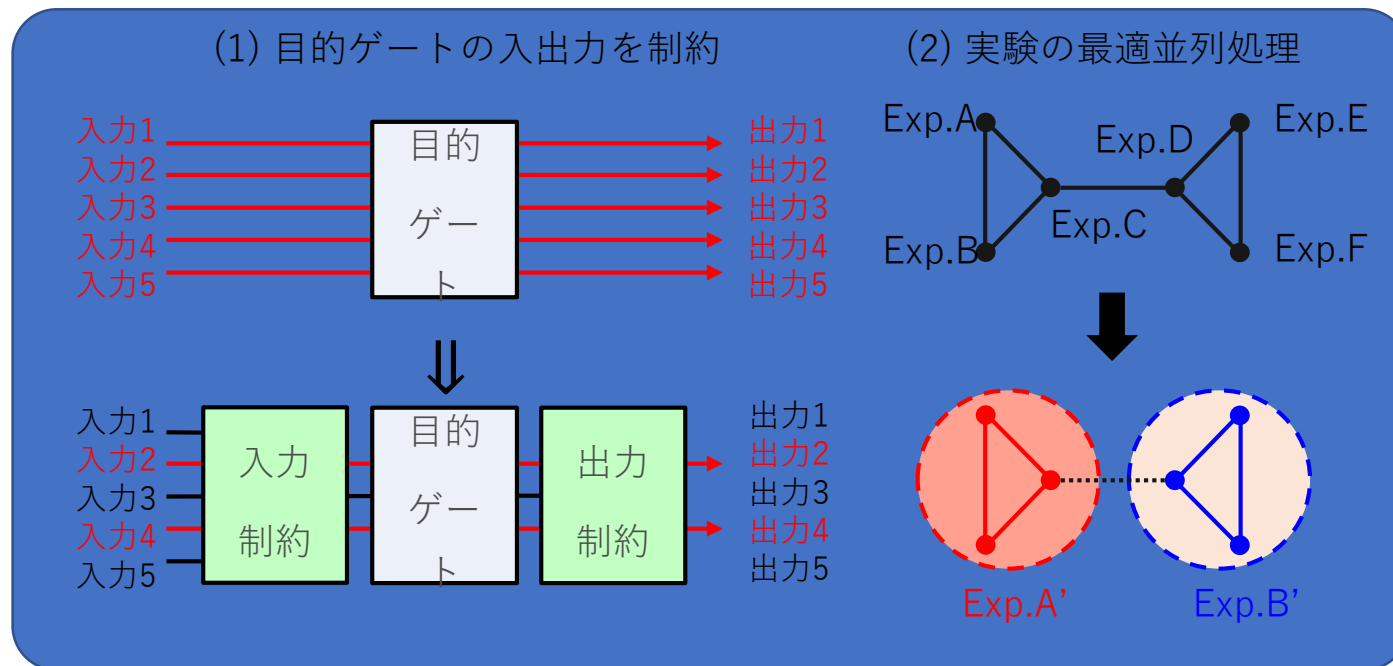 (1) 目的ゲートの入出力を制約
入力1
入力2
入力3
入力4
入力5
目的
ゲー
ト
出力1
出力2
出力3
出力4
出力5
入力1
入力2
入力3
入力4
入力5
入力
制約
目的
ゲー
ト
出力
制約
出力1
出力2
出力3
出力4
出力5
(2) 実験の最適並列処理
Exp.A
Exp.B
Exp.C
Exp.D
Exp.E
Exp.F
Exp.A’
Exp.B’